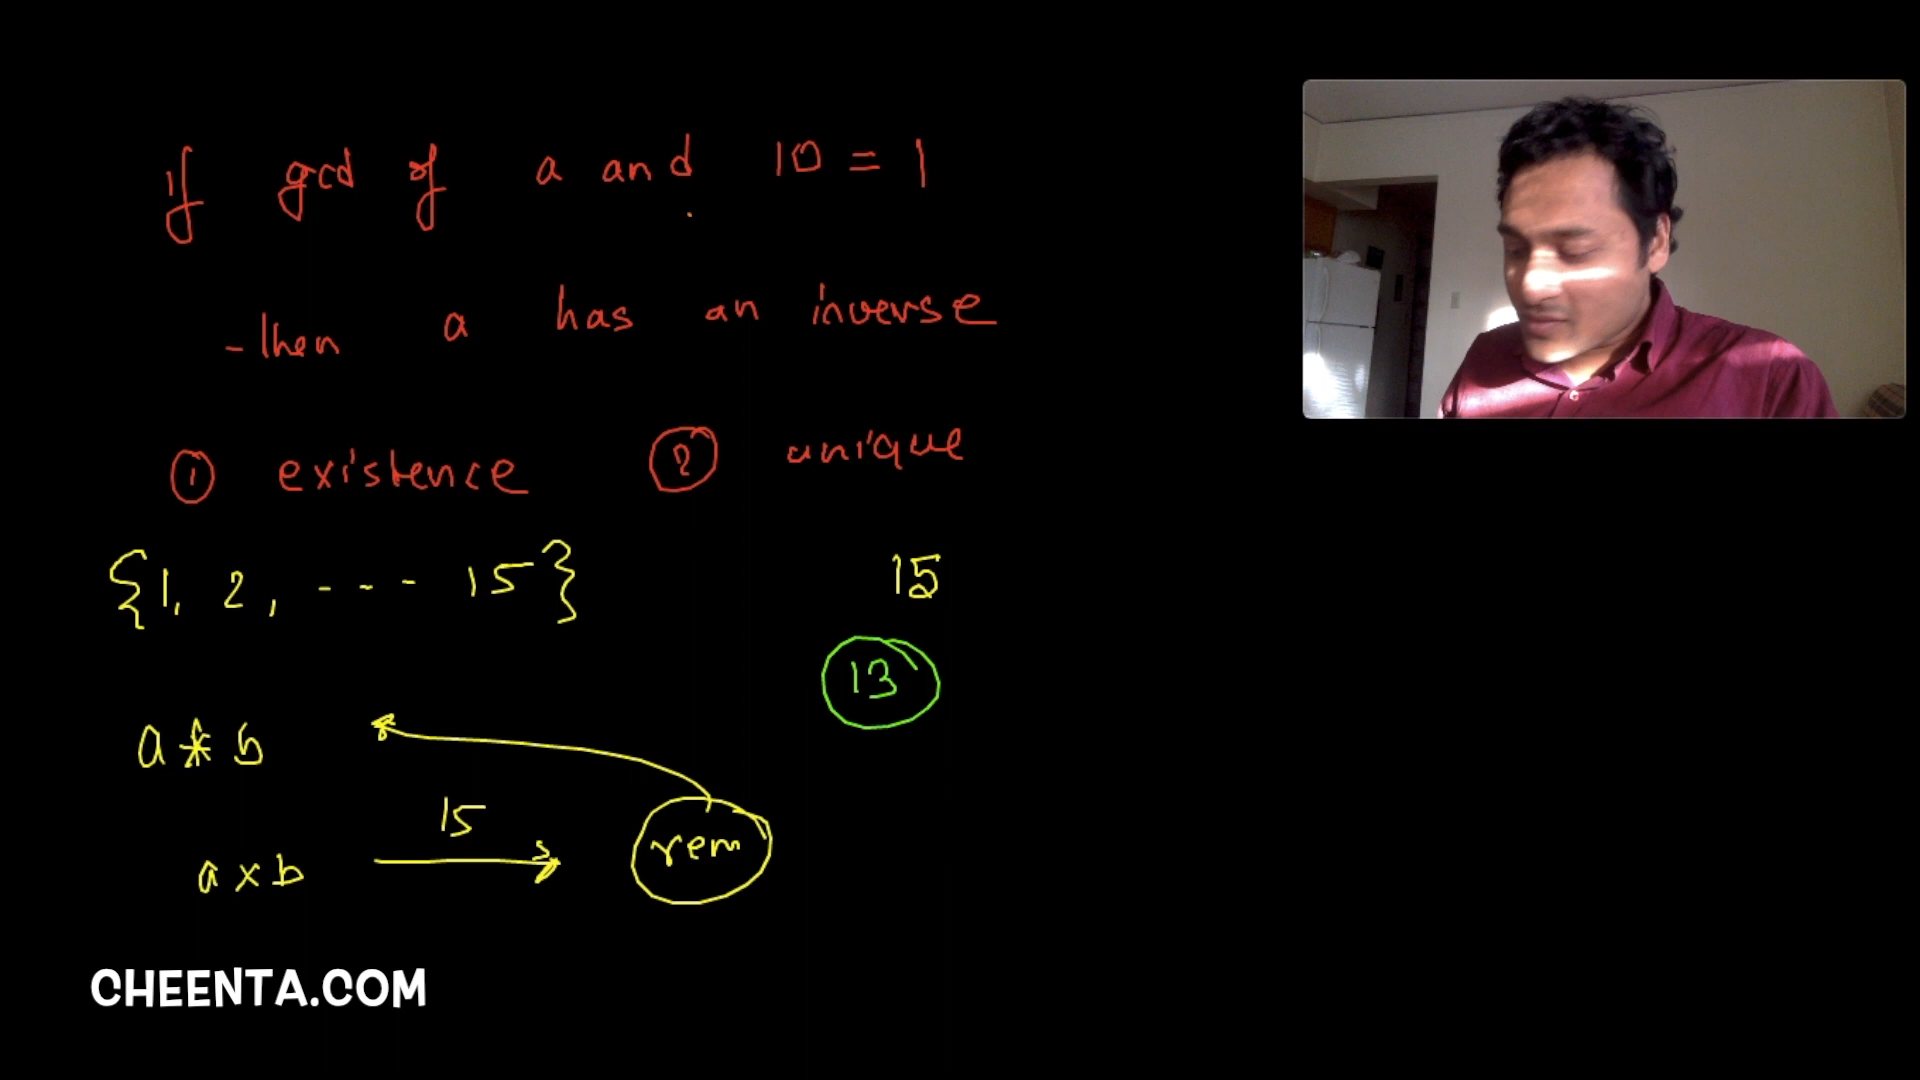 if gcd of a and 10 = 1
then a has an inverse
① existence ② unique
{1, 2, --- 15} 15
13
a * b
15
a x b rem
CHEENTA.COM